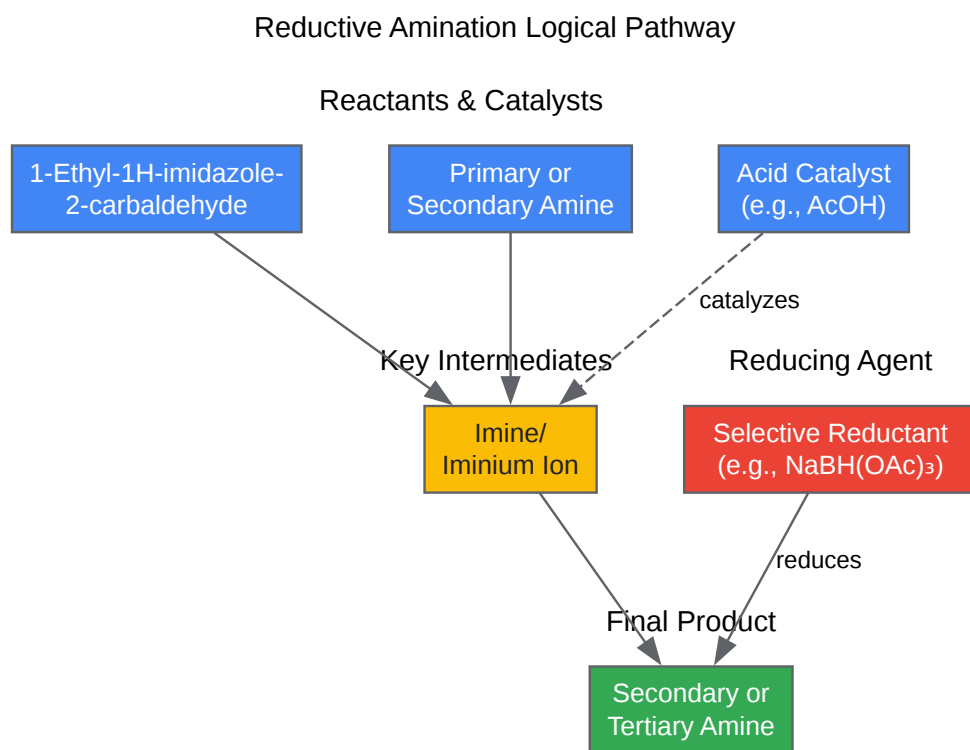 Reductive Amination Logical Pathway
Reactants & Catalysts
1-Ethyl-1H-imidazole-
2-carbaldehyde
Primary or
Secondary Amine
Acid Catalyst
(e.g., AcOH)
catalyzes
Key Intermediates
Reducing Agent
Imine/
Iminium Ion
Selective Reductant
(e.g., NaBH(OAc)₃)
reduces
Final Product
Secondary or
Tertiary Amine